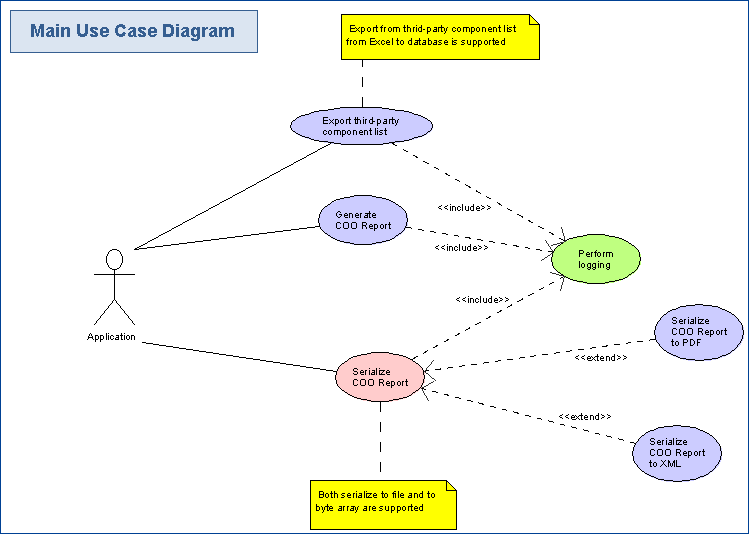 Main Use Case Diagram
Export from thrid-party component list
from Excel to database is supported
Export third-party
component list
<<include>>
Generate
COO Report
<<include>>
Perform
logging
<<include>>
Application
Serialize
COO Report
to PDF
<<extend>>
Serialize
COO Report
<<extend>>
Serialize
COO Report
to XML
Both serialize to file and to
byte array are supported